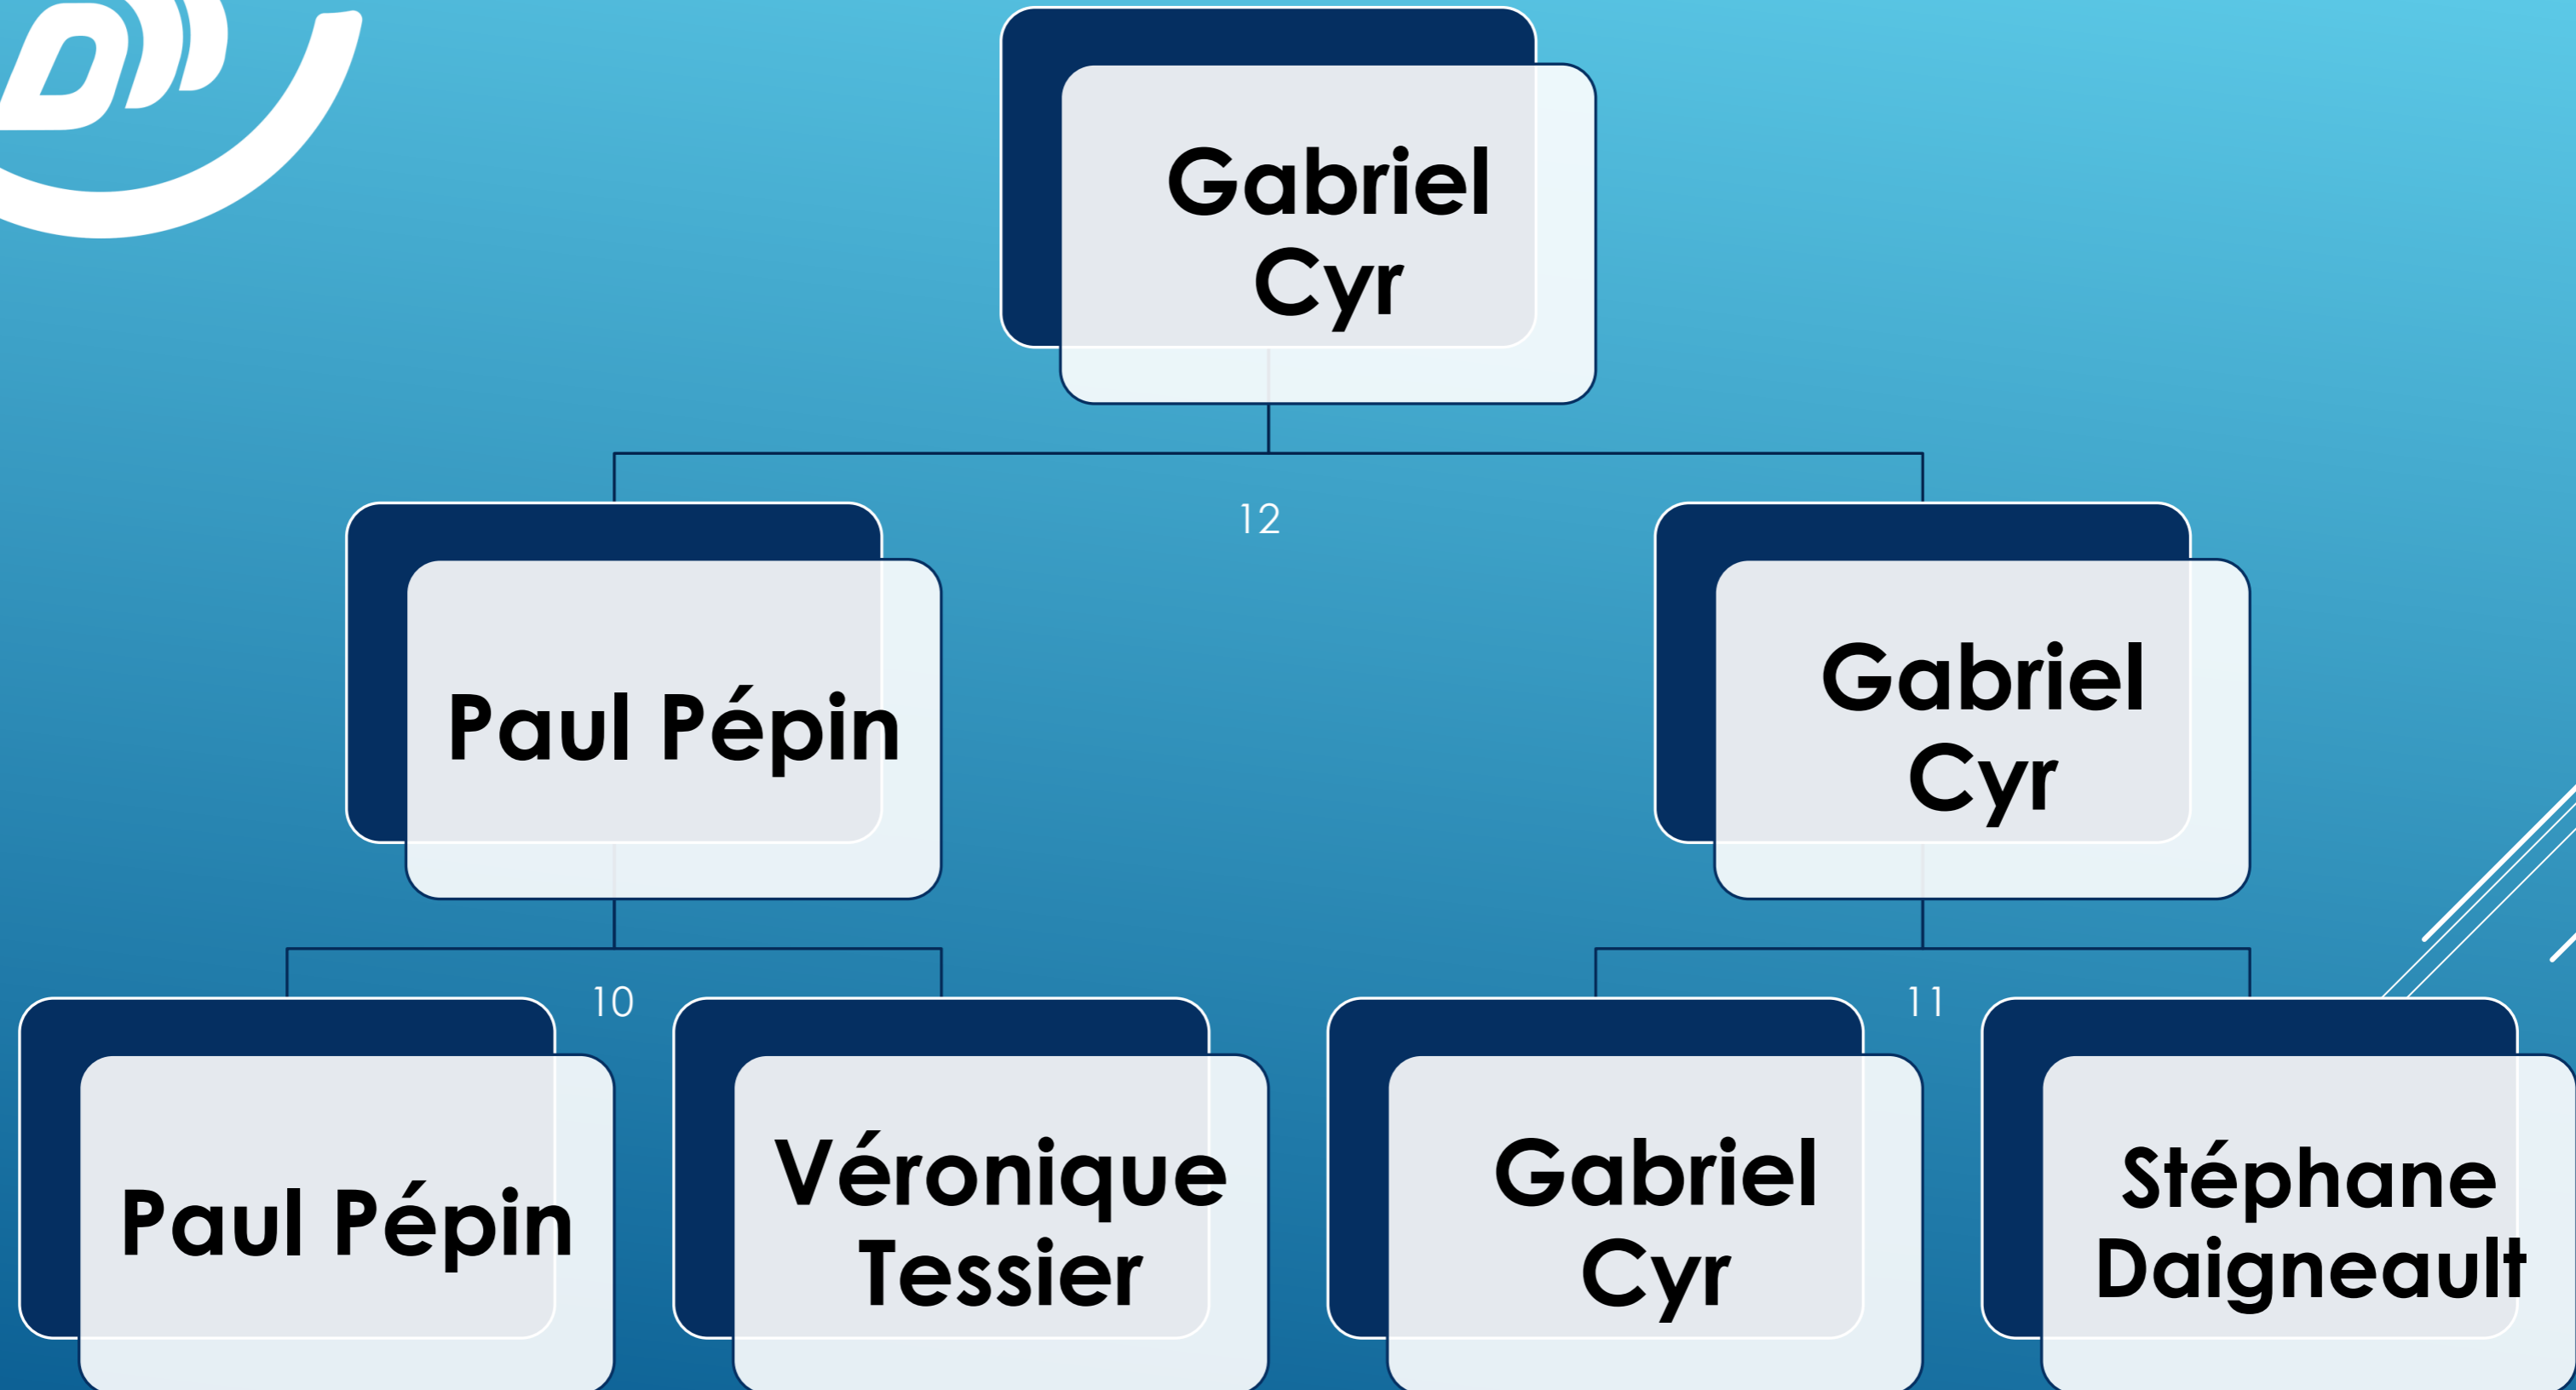 Gabriel
Cyr
12
Paul Pépin
Gabriel
Cyr
10
11
Paul Pépin
Véronique
Tessier
Gabriel
Cyr
Stéphane
Daigneault